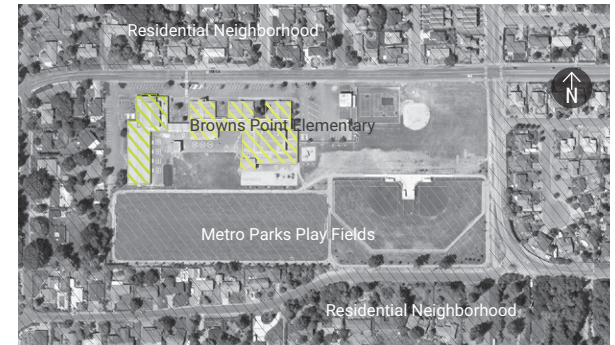 Residential Neighborhood
N
Browns Point Elementary
Metro Parks Play Fields
Residential Neighborhood